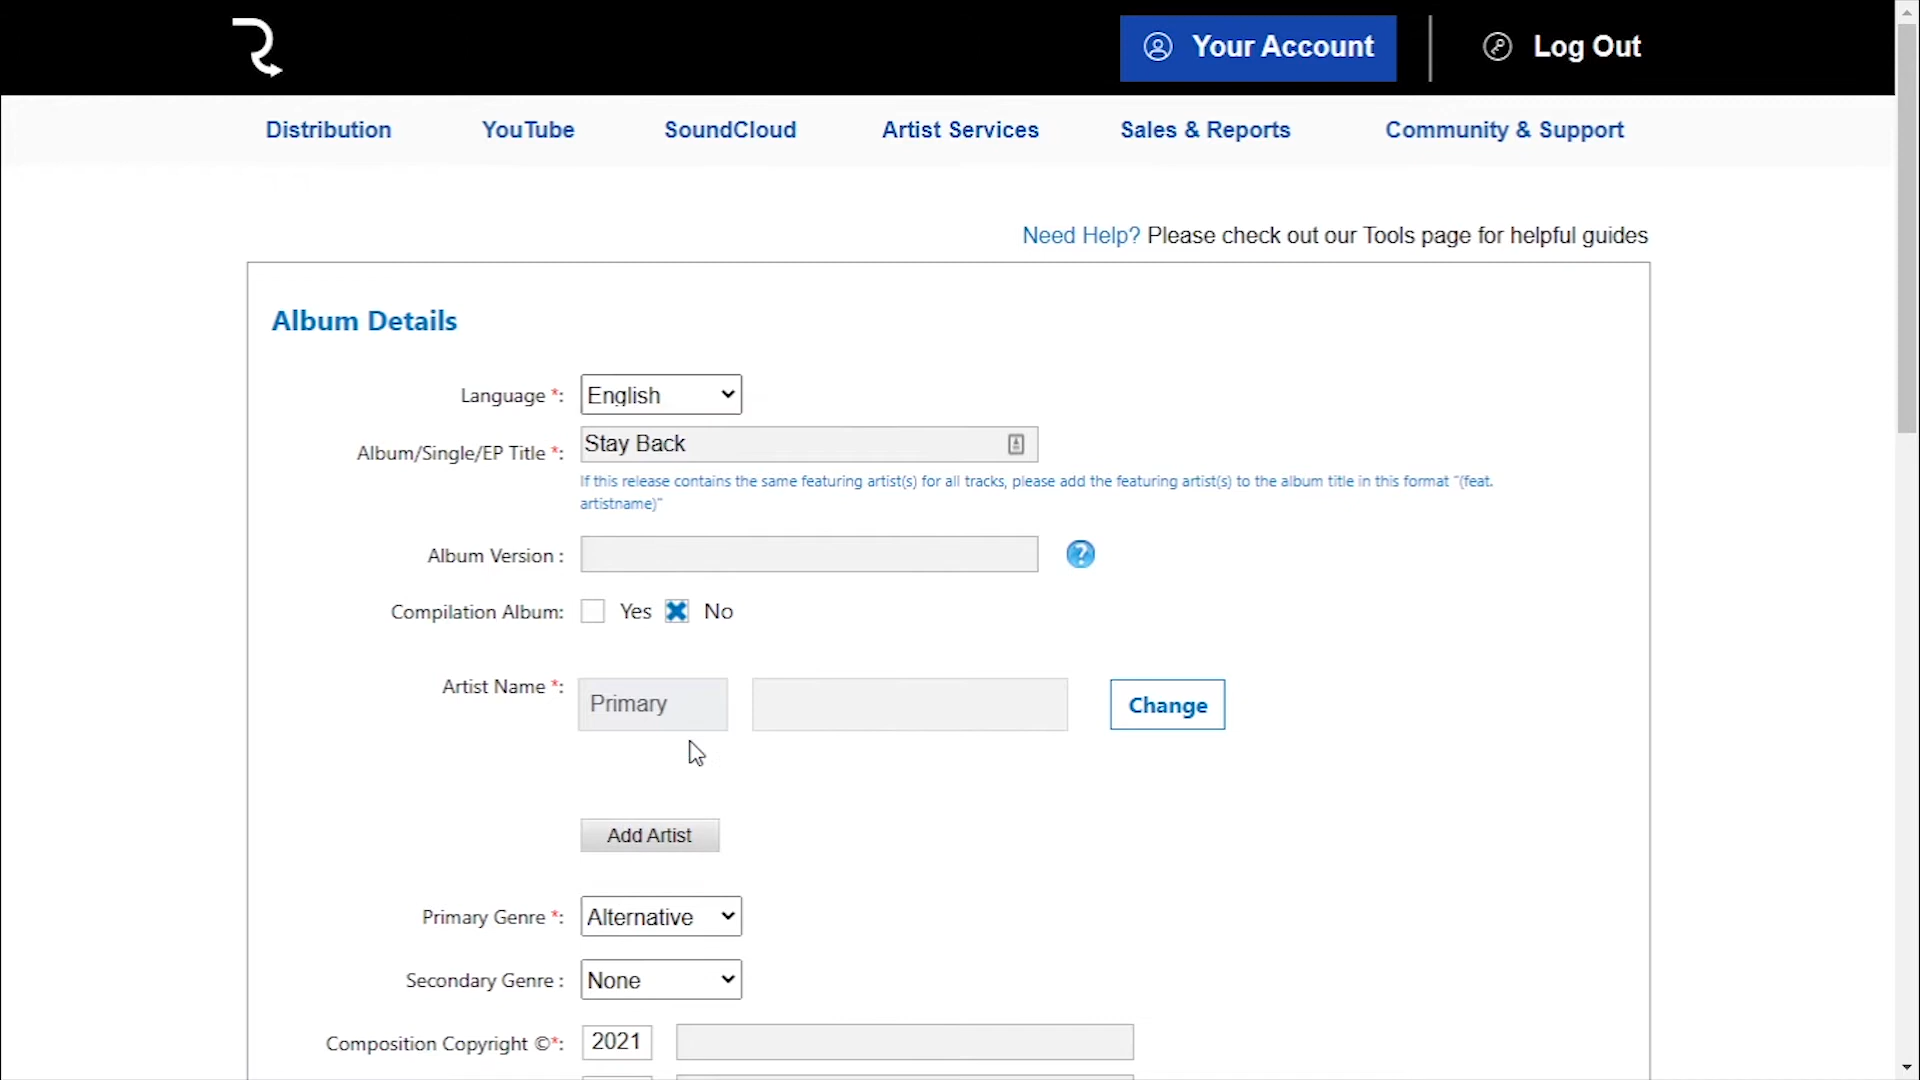 Your Account
Log Out
Distribution YouTube SoundCloud Artist Services Sales & Reports Community & Support
Need Help? Please check out our Tools page for helpful guides
Album Details
Language *: English
Album/Single/EP Title *: Stay Back
If this release contains the same featuring artist(s) for all tracks, please add the featuring artist(s) to the album title in this format "(feat.
artistname)"
Album Version : ?
Compilation Album: Yes No
Artist Name *: Primary Change
Add Artist
Primary Genre *: Alternative
Secondary Genre : None
Composition Copyright ©*: 2021